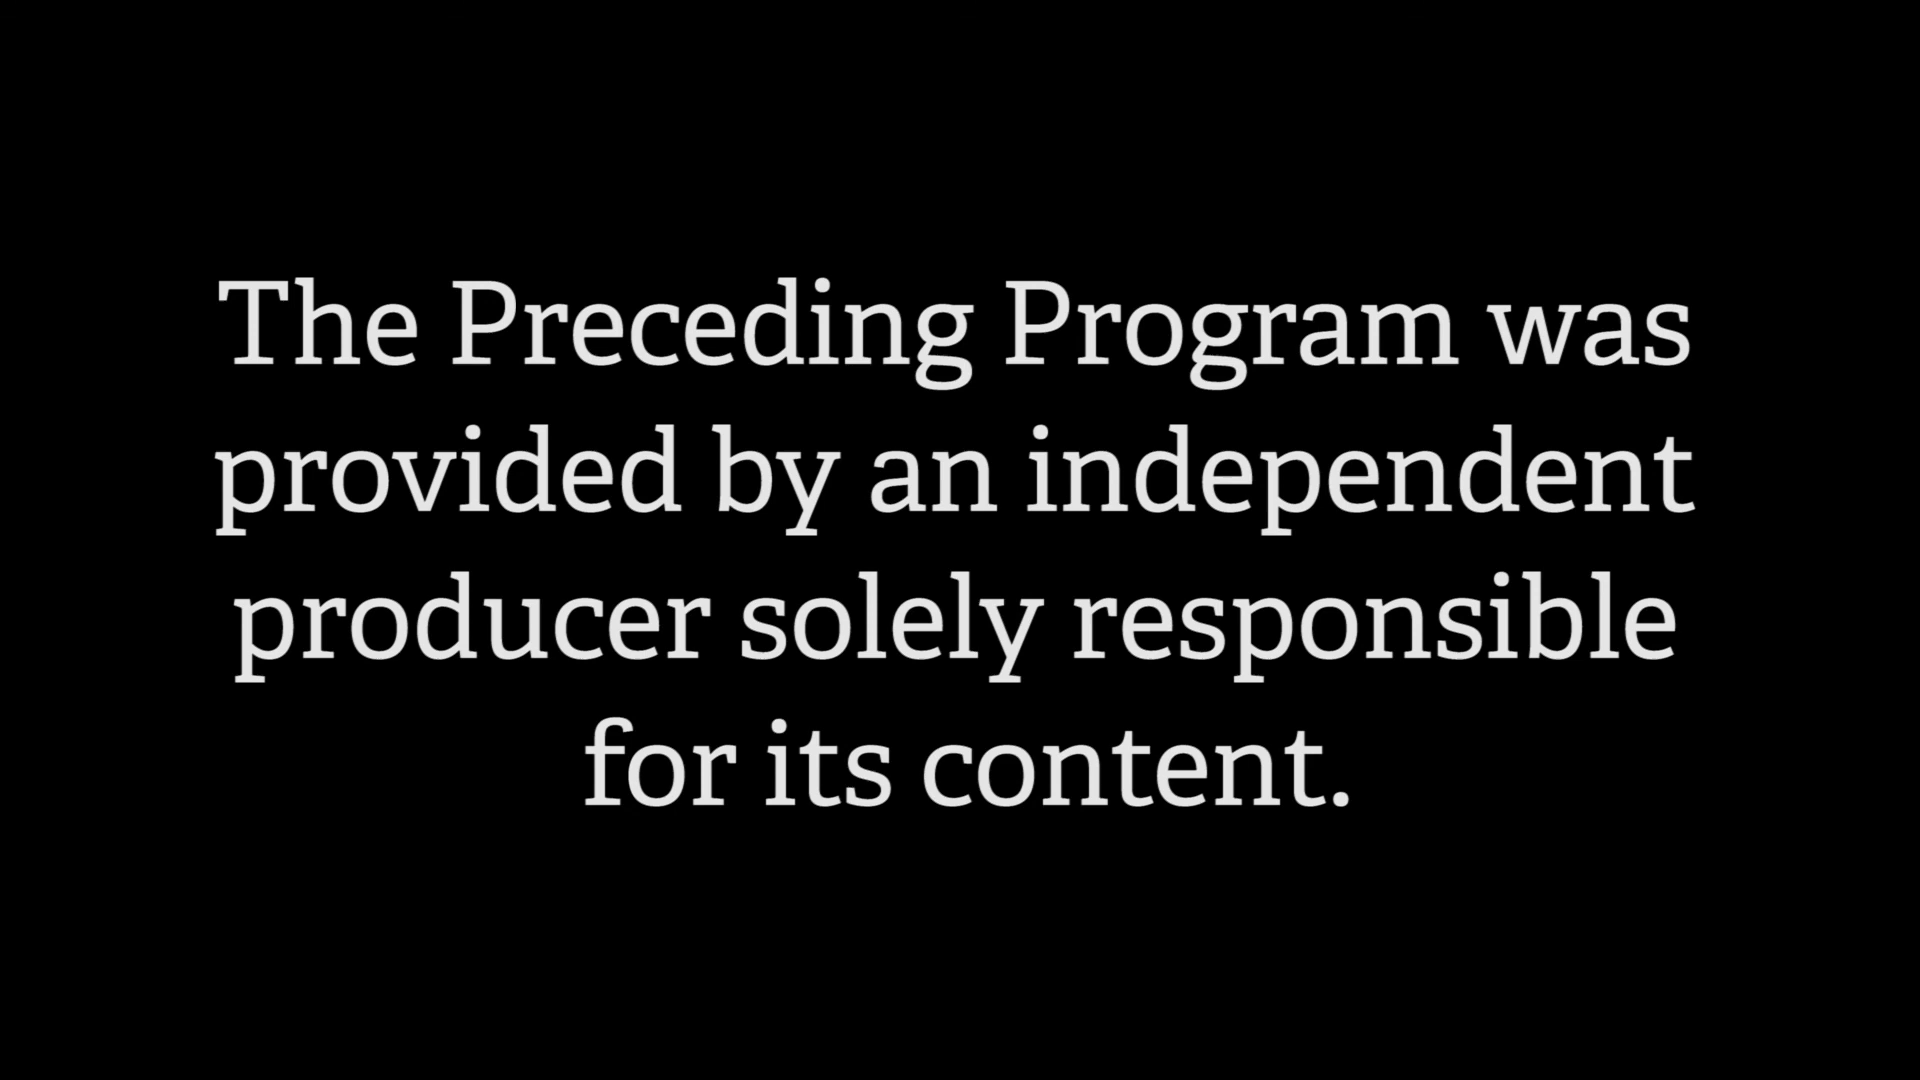 The Preceding Program was
provided by an independent
producer solely responsible
for its content.